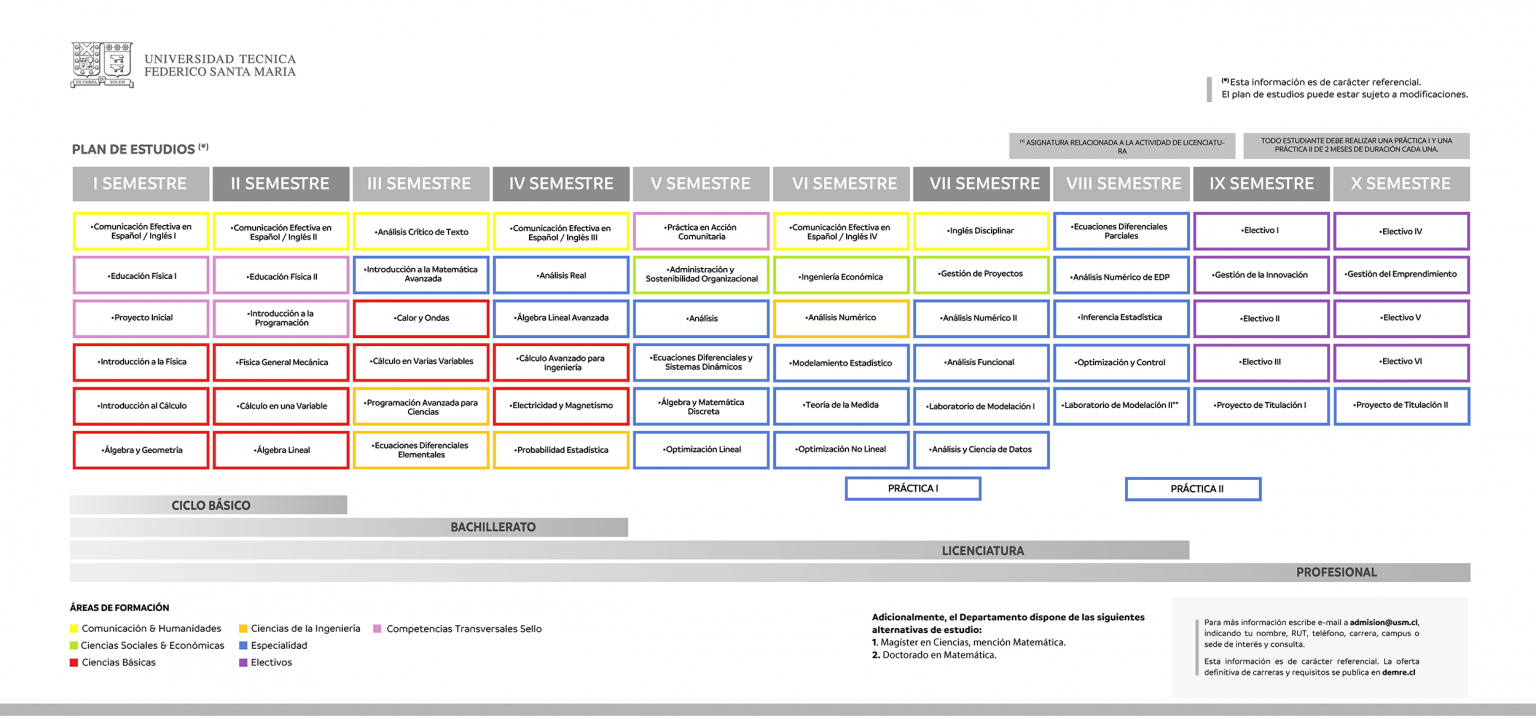 UNIVERSIDAD TECNICA
FEDERICO SANTA MARIA
EX UMBRA IN SOLEM
(*)Esta información es de carácter referencial.
El plan de estudios puede estar sujeto a modificaciones.
PLAN DE ESTUDIOS (*)
(*) ASIGNATURA RELACIONADA A LA ACTIVIDAD DE LICENCIATU-
RA
TODO ESTUDIANTE DEBE REALIZAR UNA PRÁCTICA I Y UNA
PRÁCTICA II DE 2 MESES DE DURACIÓN CADA UNA.
I SEMESTRE
II SEMESTRE
III SEMESTRE
IV SEMESTRE
V SEMESTRE
VI SEMESTRE
VII SEMESTRE
VIII SEMESTRE
IX SEMESTRE
X SEMESTRE
•Comunicación Efectiva en
Español / Inglés I
•Comunicación Efectiva en
Español / Inglés II
•Análisis Crítico de Texto
•Comunicación Efectiva en
Español / Inglés III
•Práctica en Acción
Comunitaria
•Comunicación Efectiva en
Español / Inglés IV
•Inglés Disciplinar
•Ecuaciones Diferenciales
Parciales
•Electivo I
•Electivo IV
•Educación Física I
•Educación Física II
•Introducción a la Matemática
Avanzada
•Análisis Real
•Administración y
Sostenibilidad Organizacional
•Ingeniería Económica
•Gestión de Proyectos
•Análisis Numérico de EDP
•Gestión de la Innovación
•Gestión del Emprendimiento
•Proyecto Inicial
•Introducción a la
Programación
•Calor y Ondas
•Álgebra Lineal Avanzada
•Análisis
•Análisis Numérico
•Análisis Numérico II
•Inferencia Estadística
•Electivo II
•Electivo V
•Introducción a la Física
•Física General Mecánica
•Cálculo en Varias Variables
•Cálculo Avanzado para
Ingeniería
•Ecuaciones Diferenciales y
Sistemas Dinámicos
•Modelamiento Estadístico
•Análisis Funcional
•Optimización y Control
•Electivo III
•Electivo VI
•Introducción al Cálculo
•Cálculo en una Variable
•Programación Avanzada para
Ciencias
•Electricidad y Magnetismo
•Álgebra y Matemática
Discreta
•Teoría de la Medida
•Laboratorio de Modelación I
•Laboratorio de Modelación II**
•Proyecto de Titulación I
•Proyecto de Titulación II
•Álgebra y Geometría
•Álgebra Lineal
•Ecuaciones Diferenciales
Elementales
•Probabilidad Estadística
•Optimización Lineal
•Optimización No Lineal
•Análisis y Ciencia de Datos
PRÁCTICA I
PRÁCTICA II
CICLO BÁSICO
BACHILLERATO
LICENCIATURA
PROFESIONAL
ÁREAS DE FORMACIÓN
Comunicación & Humanidades
Ciencias Sociales & Económicas
Ciencias Básicas
Ciencias de la Ingeniería
Especialidad
Electivos
Competencias Transversales Sello
Adicionalmente, el Departamento dispone de las siguientes
alternativas de estudio:
1. Magíster en Ciencias, mención Matemática.
2. Doctorado en Matemática.
Para más información escribe e-mail a admision@usm.cl,
indicando tu nombre, RUT, teléfono, carrera, campus o
sede de interés y consulta.
Esta información es de carácter referencial. La oferta
definitiva de carreras y requisitos se publica en demre.cl